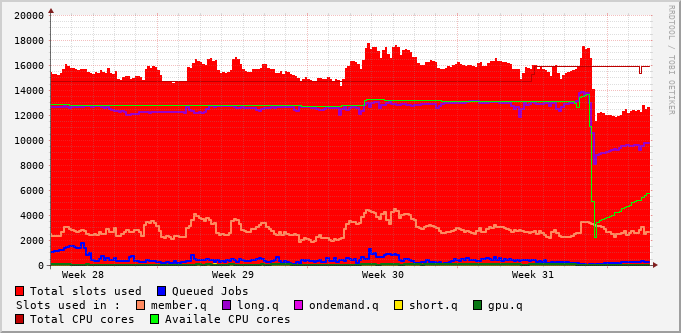 20000
18000
16000
14000
12000
10000
8000
6000
4000
2000
0
Week 28 Week 29 Week 30 Week 31
RRDTOOL / TOBI OETIKER
Total slots used Queued Jobs
Slots used in : member.q long.q ondemand.q short.q gpu.q
Total CPU cores Availale CPU cores